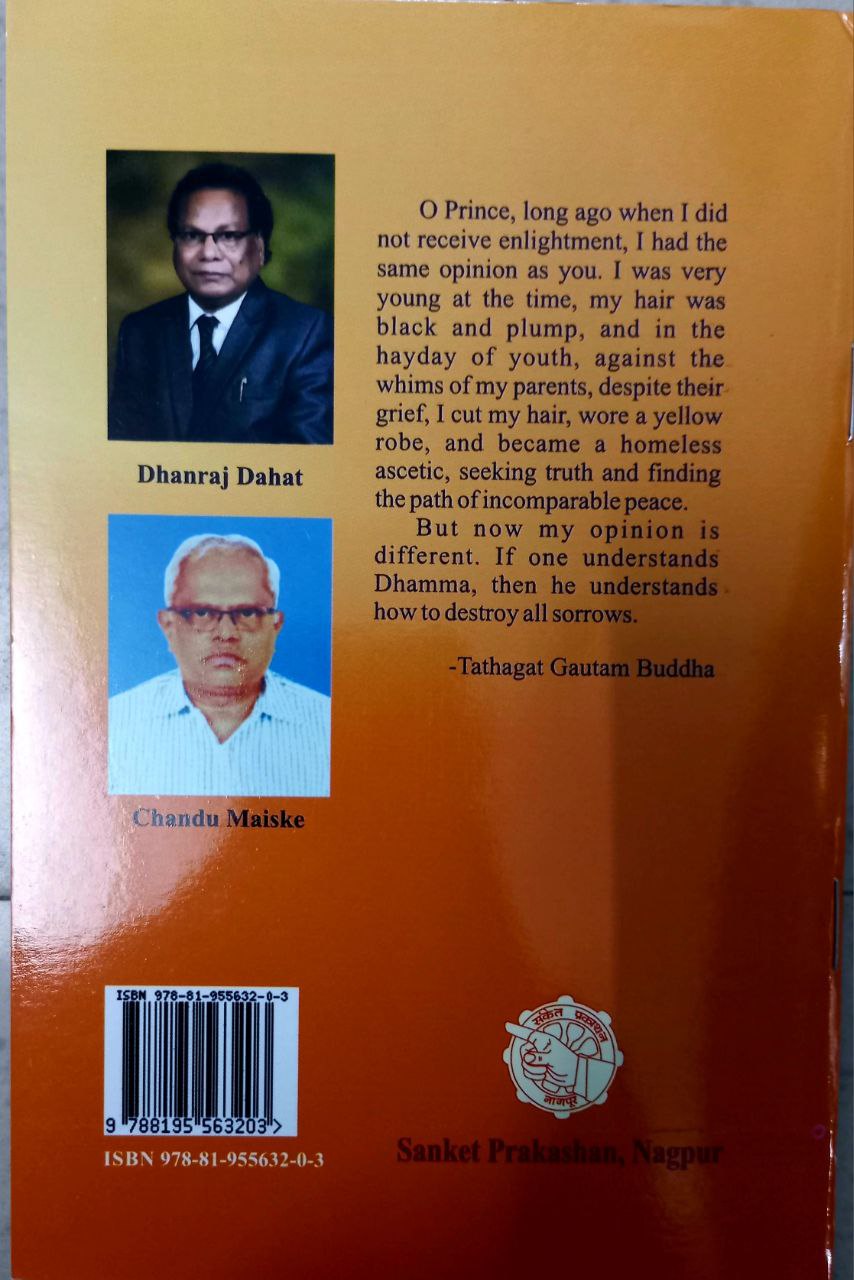 Dhanraj Dahat
Chandu Maiske
O Prince, long ago when I did
not receive enlightment, I had the
same opinion as you. I was very
young at the time, my hair was
black and plump, and in the
hayday of youth, against the
whims of my parents, despite their
grief, I cut my hair, wore a yellow
robe, and became a homeless
ascetic, seeking truth and finding
the path of incomparable peace.
But now my opinion is
different. If one understands
Dhamma, then he understands
how to destroy all sorrows.
-Tathagat Gautam Buddha
ISBN 978-81-955632-0-3
9 788195 563203 >
ISBN 978-81-955632-0-3
संकेत प्रकाशन
नागपूर
Sanket Prakashan, Nagpur